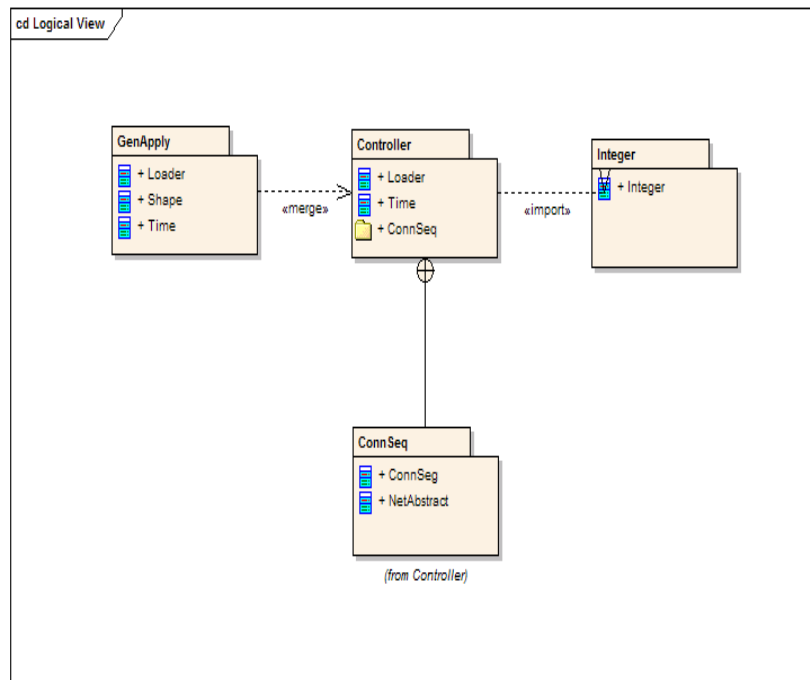 cd Logical View
GenApply
+ Loader
+ Shape
+ Time
«merge»
Controller
+ Loader
+ Time
+ ConnSeq
«import»
Integer
+ Integer
ConnSeq
+ ConnSeg
+ NetAbstract
(from Controller)